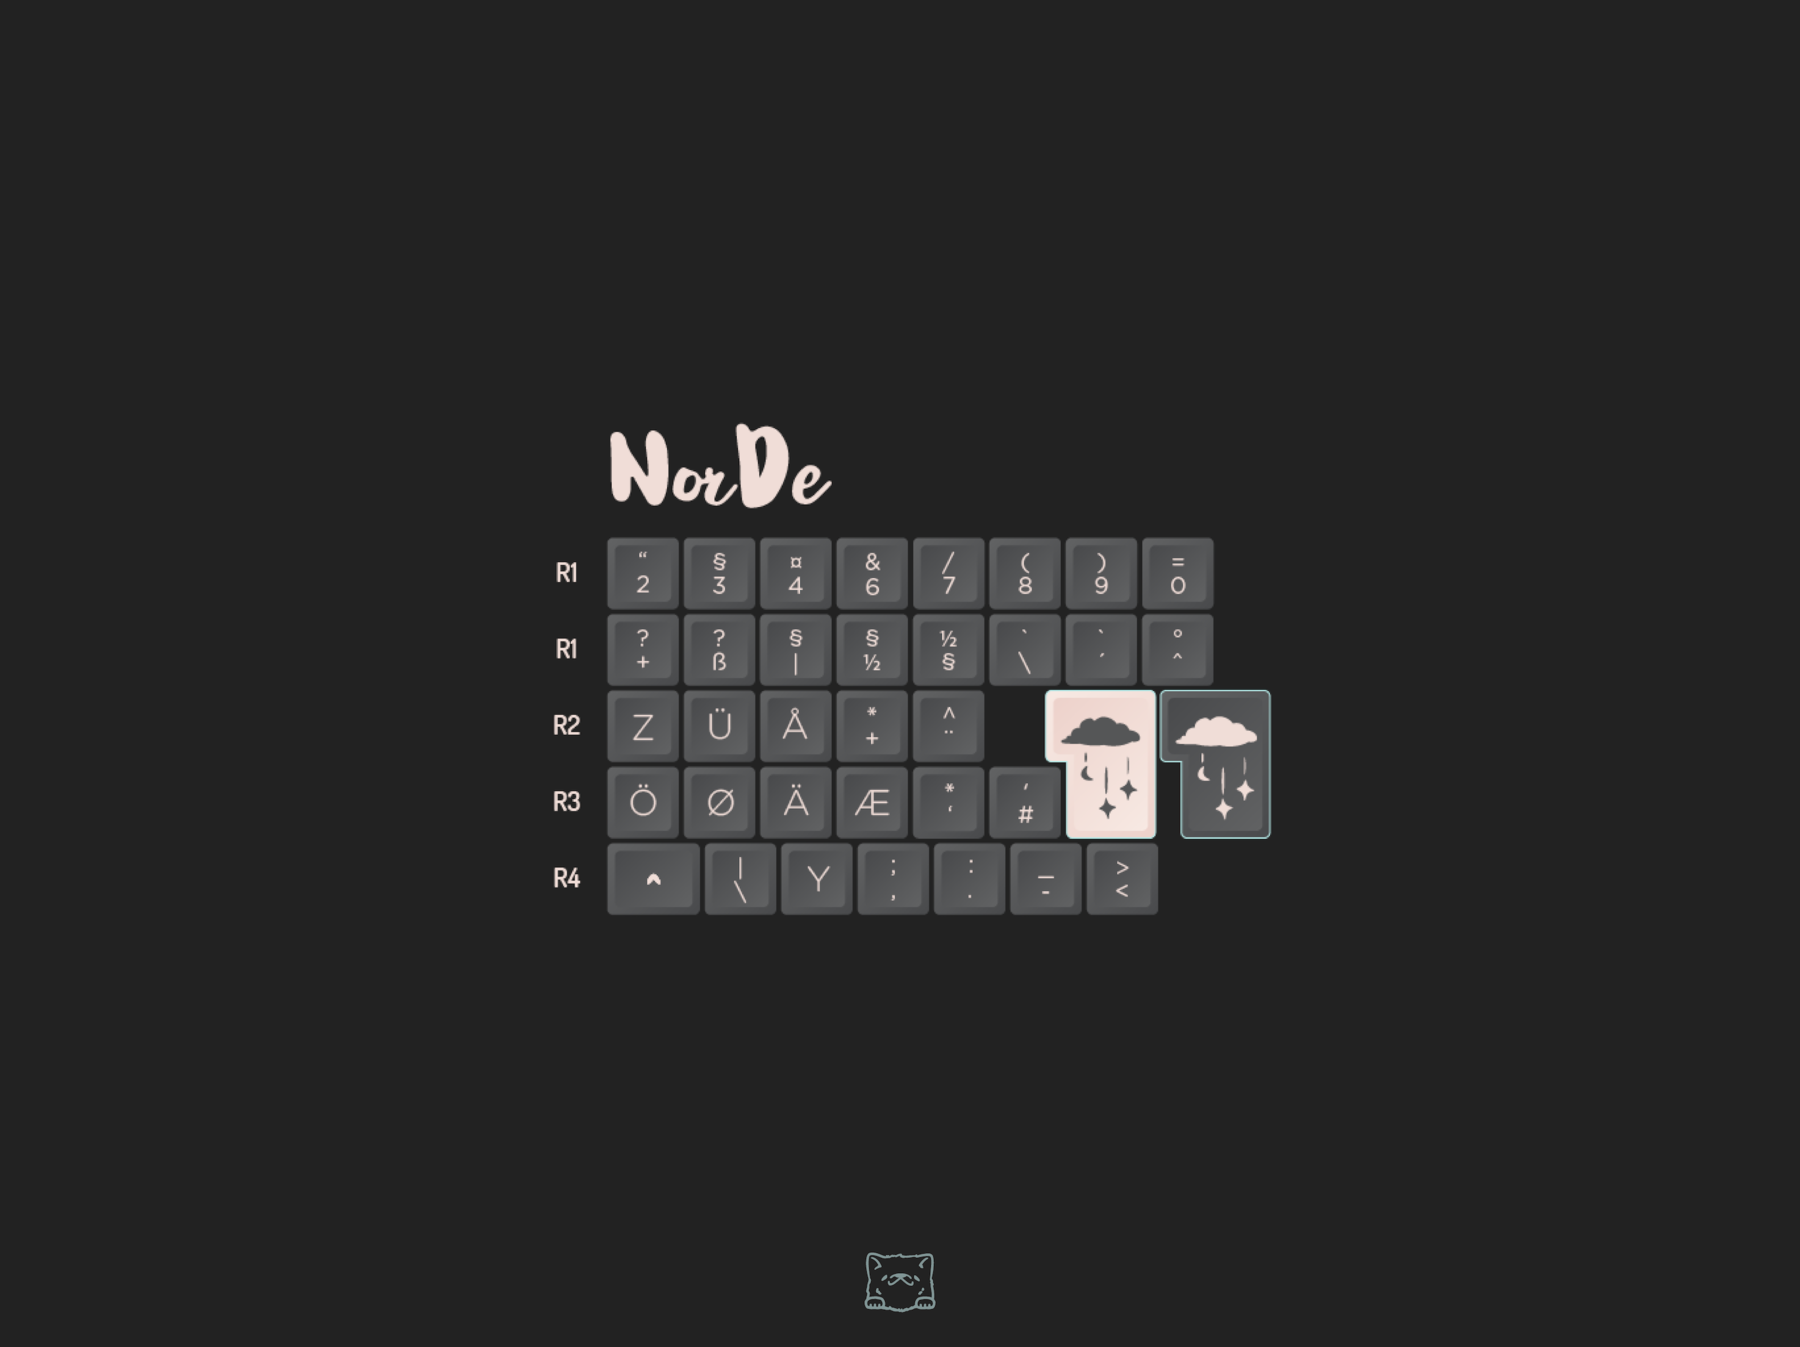 NorDe
R1
“ § ¤ & / ( ) =
2 3 4 6 7 8 9 0
R1
? ? § § ½ ` ` °
+ ß | ½ § \ ´ ^
R2
Z Ü Å * ^
+ ¨
R3
Ö Ø Ä Æ * ′
‘ #
R4
| Y ; : _ >
\ , . - <